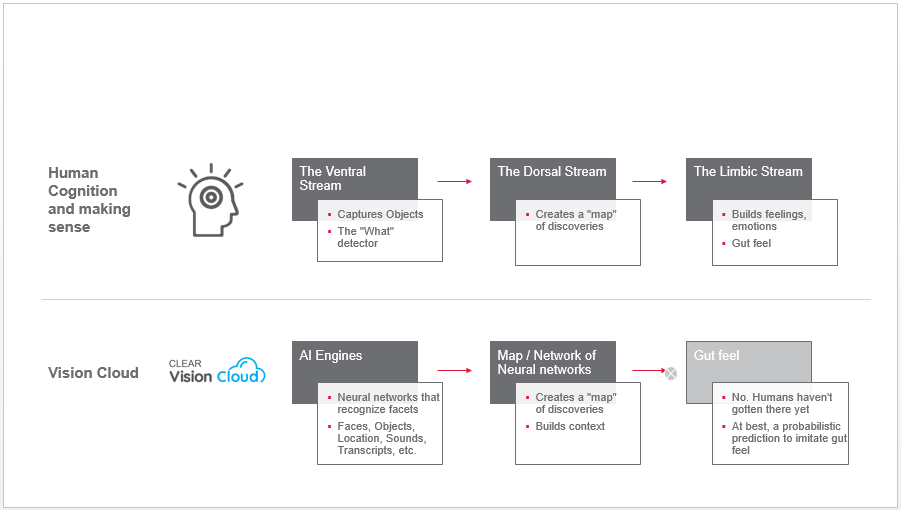 Human
Cognition
and making
sense
The Ventral
Stream
Captures Objects
The "What"
detector
The Dorsal Stream
Creates a "map"
of discoveries
The Limbic Stream
Builds feelings,
emotions
Gut feel
Vision Cloud
CLEAR
Vision Cloud
AI Engines
Neural networks that
recognize facets
Faces, Objects,
Location, Sounds,
Transcripts, etc.
Map / Network of
Neural networks
Creates a "map"
of discoveries
Builds context
Gut feel
No. Humans haven't
gotten there yet
At best, a probabilistic
prediction to imitate gut
feel